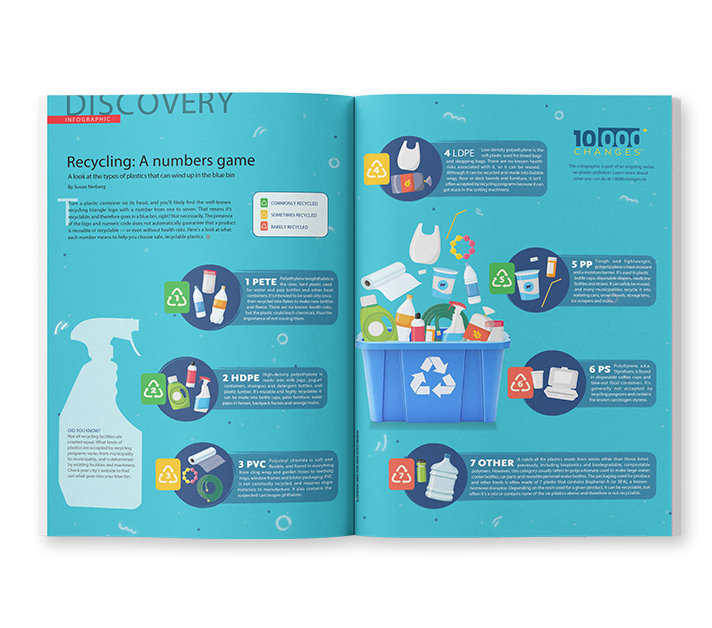 DISCOVERY
INFOGRAPHIC
Recycling: A numbers game
A look at the types of plastics that can wind up in the blue bin
By Susan Nerberg
Turn a plastic container on its head, and you'll likely find the well-known
recycling triangle logo with a number from one to seven. That means it's
recyclable, and therefore goes in a blue bin, right? Not necessarily. The presence
of the logo and numeric code does not automatically guarantee that a product
is reusable or recyclable — or even without health risks. Here's a look at what
each number means to help you choose safe, recyclable plastics.
COMMONLY RECYCLED
SOMETIMES RECYCLED
RARELY RECYCLED
1
1 PETE Polyethylene terephthalate is
the clear, hard plastic used
for water and pop bottles and other food
containers. It's intended to be used only once,
then recycled into flakes to make new bottles
and fleece. There are no known health risks,
but the plastic could leach chemicals, thus the
importance of not reusing them.
2
2 HDPE High-density polyethylene is
made into milk jugs, yogurt
containers, shampoo and detergent bottles, and
plastic lumber. It's reusable and highly recyclable; it
can be made into bottle caps, patio furniture, water
pipes in homes, backpack frames and sewage mains.
3
3 PVC Polyvinyl chloride is soft and
flexible, and found in everything
from cling wrap and garden hoses to teething
rings, window frames and blister packaging. PVC
is not commonly recycled, and requires virgin
materials to manufacture. It also contains the
suspected carcinogen phthalate.
DID YOU KNOW?
Not all recycling facilities are
created equal. What kinds of
plastics are accepted by recycling
programs varies from municipality
to municipality, and is determined
by existing facilities and machinery.
Check your city's website to find
out what goes into your blue bin.
4
4 LDPE Low-density polyethylene is the
soft plastic used for bread bags
and shopping bags. There are no known health
risks associated with it, so it can be reused.
Although it can be recycled and made into bubble
wrap, floor or deck boards and furniture, it isn't
often accepted by recycling programs because it can
get stuck in the sorting machinery.
10000
CHANGES
This infographic is part of an ongoing series
on plastic pollution. Learn more about
what you can do at 10000changes.ca
5
5 PP Tough and lightweight,
polypropylene is heat-resistant
and a moisture barrier. It's used in plastic
bottle caps, disposable diapers, medicine
bottles and straws. It can safely be reused,
and many municipalities recycle it into
watering cans, snow shovels, storage bins,
ice scrapers and more.
6
6 PS Polystyrene, a.k.a.
Styrofoam, is found
in disposable coffee cups and
take-out food containers. It's
generally not accepted by
recycling programs and contains
the known carcinogen styrene.
7
7 OTHER A catch-all for plastics made from resins other than those listed
previously, including bioplastics and biodegradable, compostable
polymers. However, this category usually refers to polycarbonate used to make large water-
cooler bottles, car parts and reusable personal water bottles. The packaging used for produce
and other foods is often made of 7 plastic that contains Bisphenol A (or BPA), a known
hormone disruptor. Depending on the resin used for a given product, it can be recyclable, but
often it's a mix or contains none of the six plastics above and therefore is not recyclable.